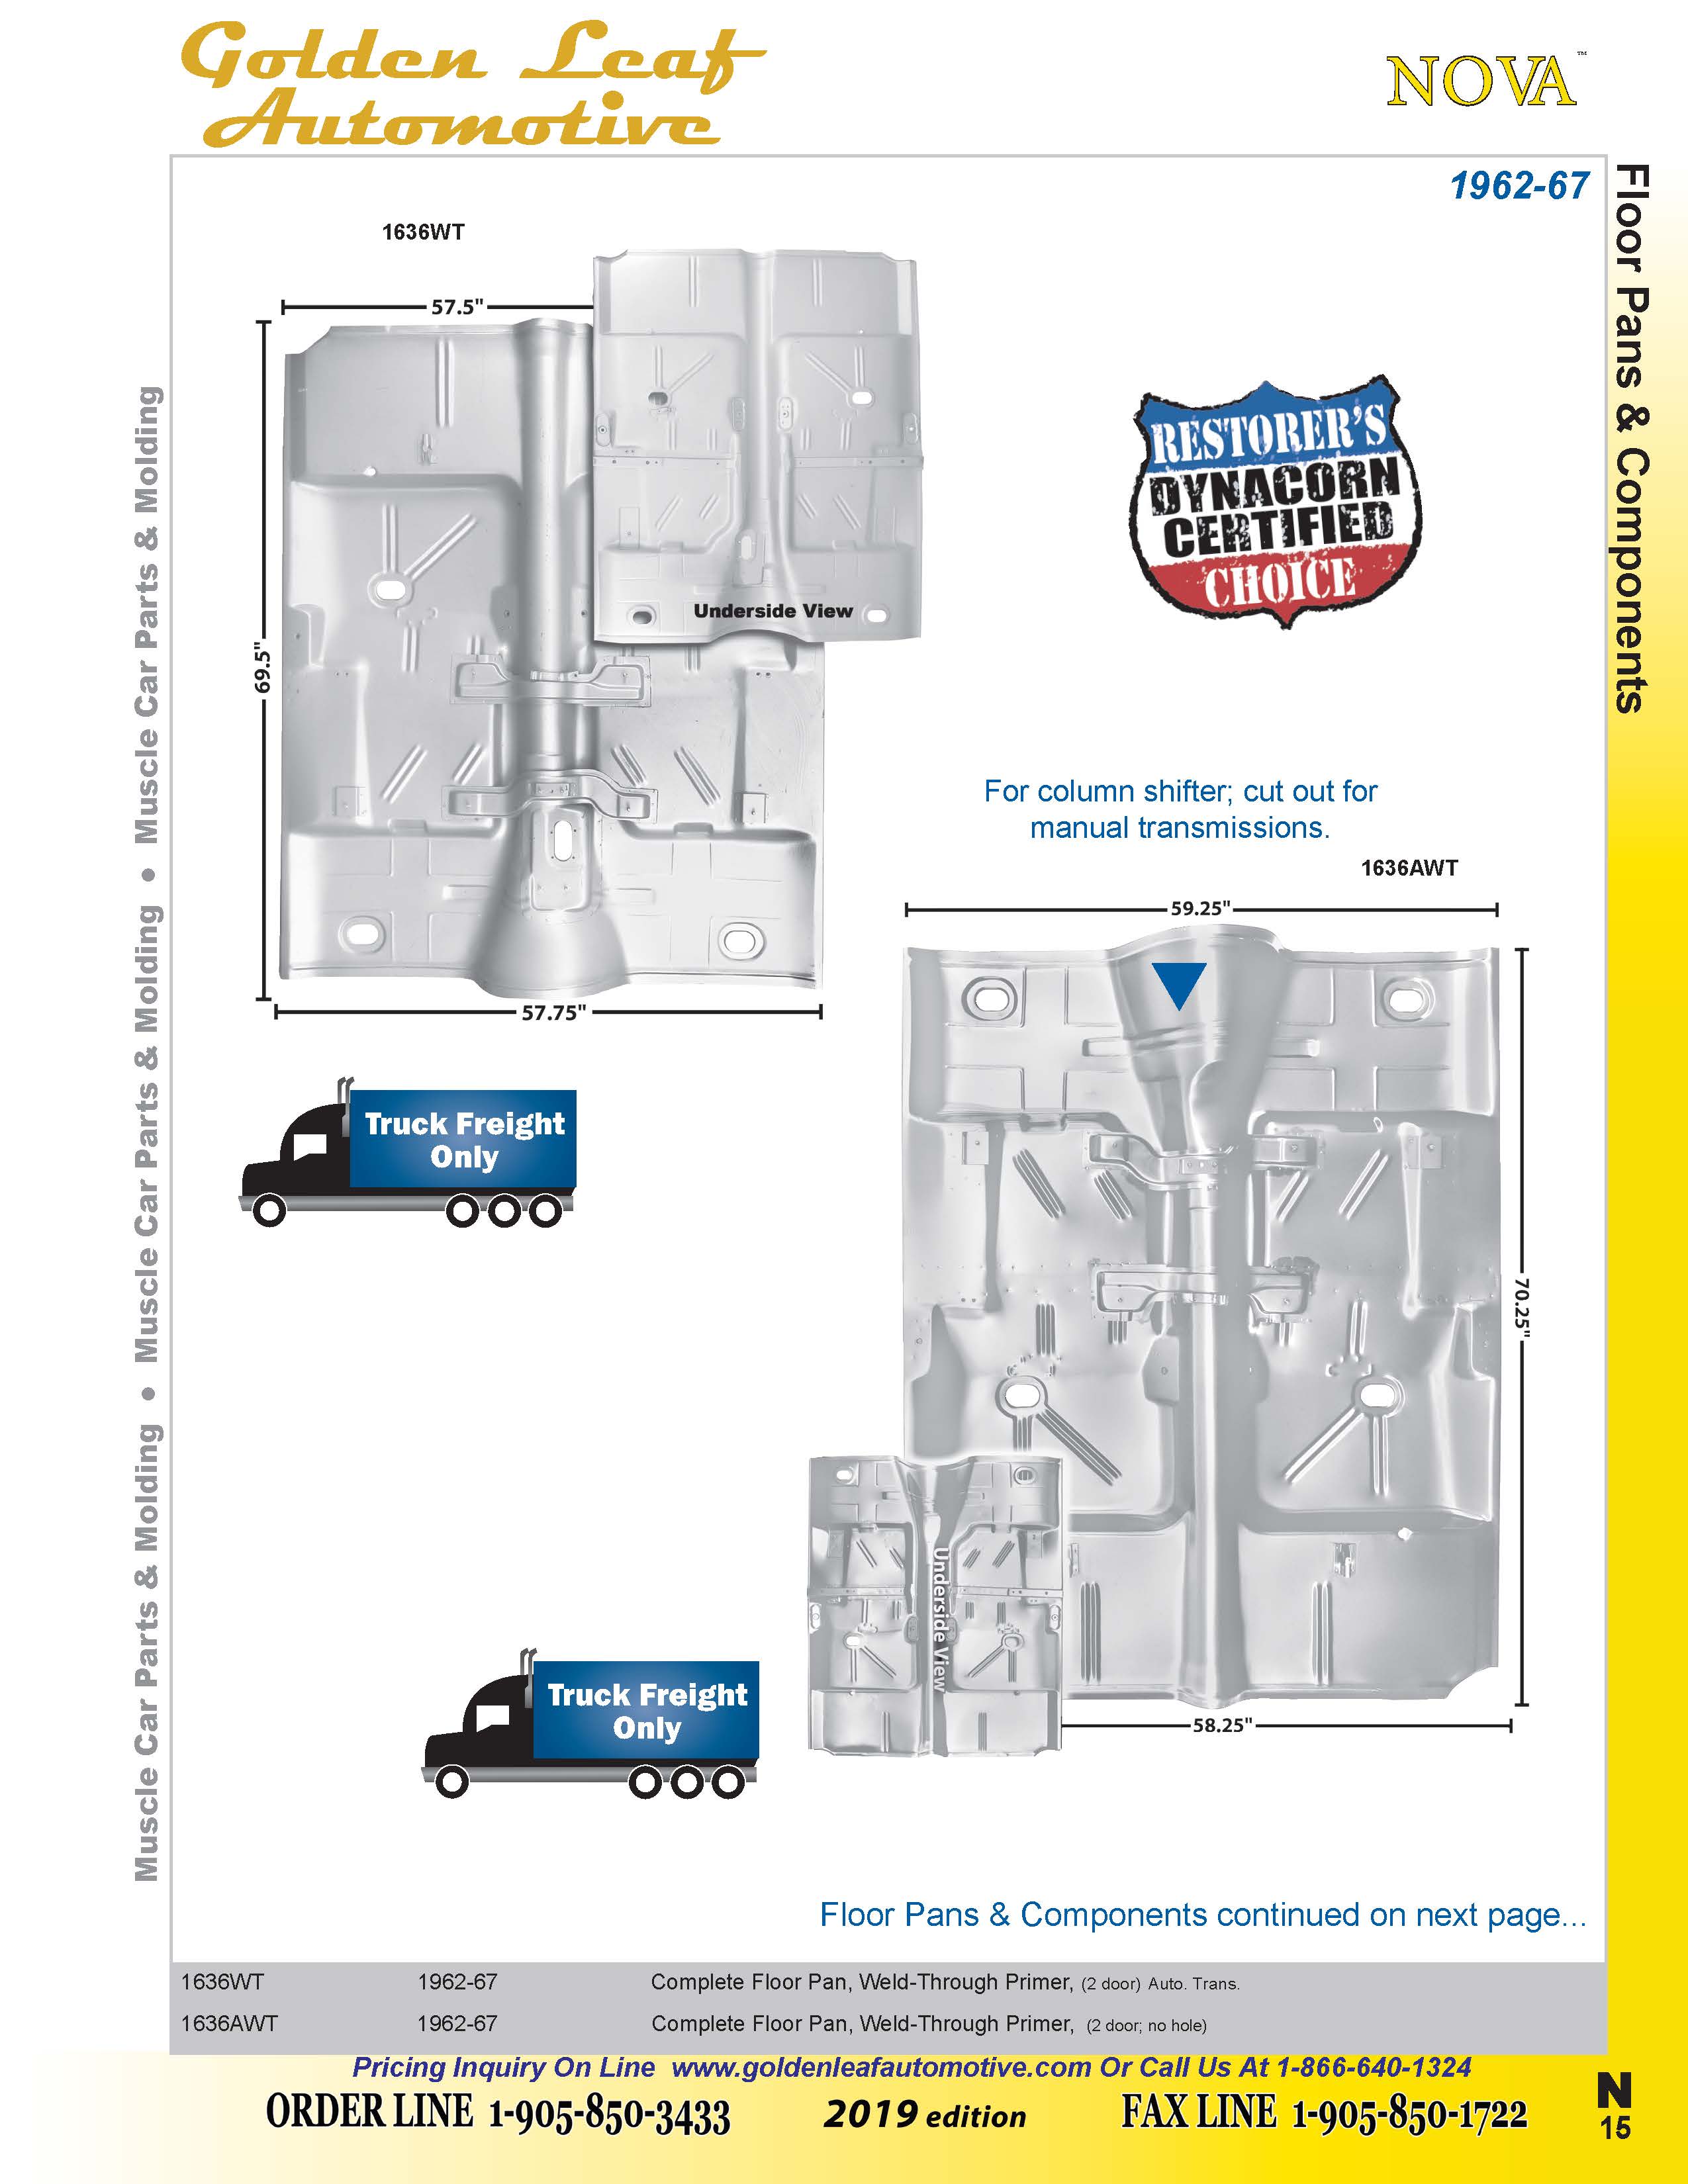 Golden Leaf
Automotive
NOVA™
1962-67
Floor Pans & Components
Muscle Car Parts & Molding • Muscle Car Parts & Molding • Muscle Car Parts & Molding
1636WT
57.5"
69.5"
Underside View
57.75"
RESTORER'S
DYNACORN
CERTIFIED
CHOICE
For column shifter; cut out for
manual transmissions.
1636AWT
59.25"
70.25"
Underside View
58.25"
Truck Freight
Only
Truck Freight
Only
Floor Pans & Components continued on next page...
1636WT 1962-67 Complete Floor Pan, Weld-Through Primer, (2 door) Auto. Trans.
1636AWT 1962-67 Complete Floor Pan, Weld-Through Primer, (2 door; no hole)
Pricing Inquiry On Line www.goldenleafautomotive.com Or Call Us At 1-866-640-1324
ORDER LINE 1-905-850-3433 2019 edition FAX LINE 1-905-850-1722
N
15